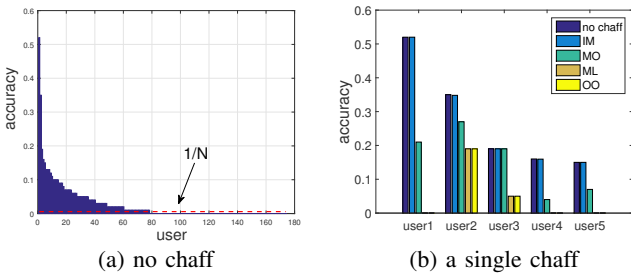 0.6
0.5
0.4
0.3
0.2
0.1
0
accuracy
1/N
0 20 40 60 80 100 120 140 160 180
user
(a) no chaff
0.6
0.5
0.4
0.3
0.2
0.1
0
accuracy
no chaff
IM
MO
ML
OO
user1 user2 user3 user4 user5
(b) a single chaff